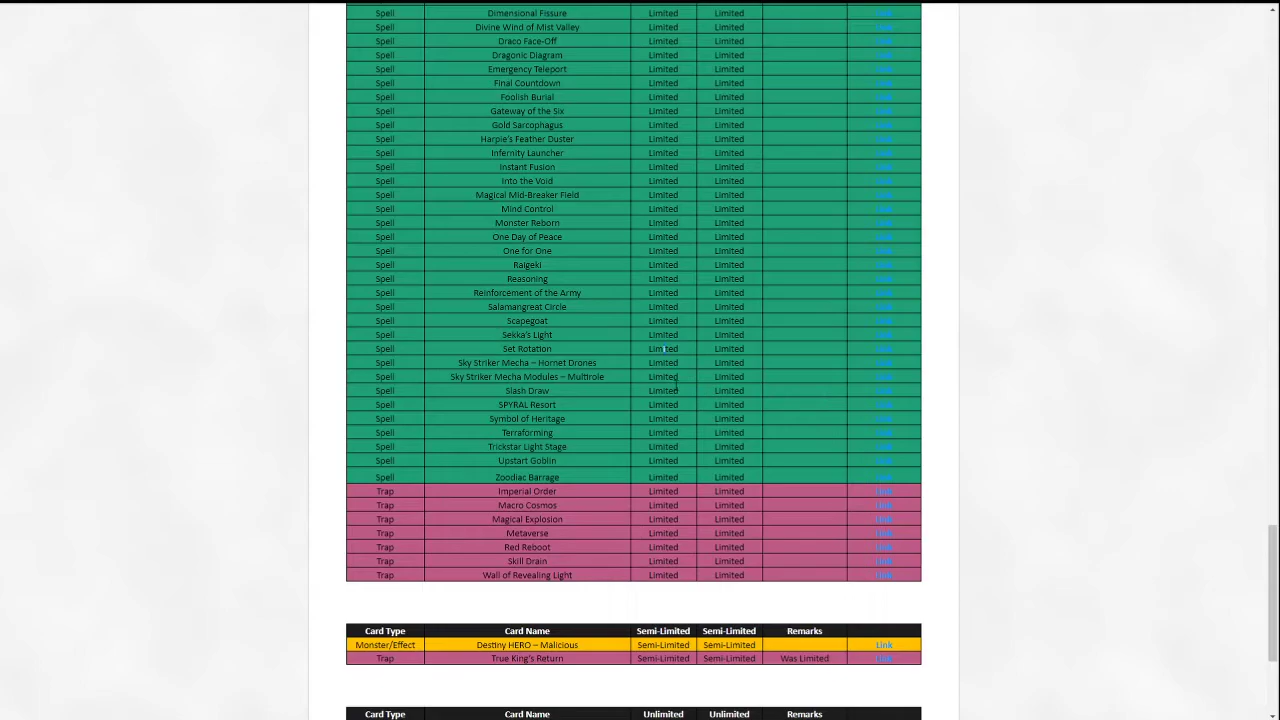 Spell Dimensional Fissure Limited Limited
Spell Divine Wind of Mist Valley Limited Limited Link
Spell Draco Face-Off Limited Limited Link
Spell Dragonic Diagram Limited Limited Link
Spell Emergency Teleport Limited Limited Link
Spell Final Countdown Limited Limited Link
Spell Foolish Burial Limited Limited Link
Spell Gateway of the Six Limited Limited Link
Spell Gold Sarcophagus Limited Limited Link
Spell Harpie's Feather Duster Limited Limited Link
Spell Infernity Launcher Limited Limited Link
Spell Instant Fusion Limited Limited Link
Spell Into the Void Limited Limited Link
Spell Magical Mid-Breaker Field Limited Limited Link
Spell Mind Control Limited Limited Link
Spell Monster Reborn Limited Limited Link
Spell One Day of Peace Limited Limited Link
Spell One for One Limited Limited Link
Spell Raigeki Limited Limited Link
Spell Reasoning Limited Limited Link
Spell Reinforcement of the Army Limited Limited Link
Spell Salamangreat Circle Limited Limited Link
Spell Scapegoat Limited Limited Link
Spell Sekka's Light Limited Limited Link
Spell Set Rotation Limited Limited Link
Spell Sky Striker Mecha – Hornet Drones Limited Limited Link
Spell Sky Striker Mecha Modules – Multirole Limited Limited Link
Spell Slash Draw Limited Limited Link
Spell SPYRAL Resort Limited Limited Link
Spell Symbol of Heritage Limited Limited Link
Spell Terraforming Limited Limited Link
Spell Trickstar Light Stage Limited Limited Link
Spell Upstart Goblin Limited Limited Link
Spell Zoodiac Barrage Limited Limited Link
Trap Imperial Order Limited Limited Link
Trap Macro Cosmos Limited Limited Link
Trap Magical Explosion Limited Limited Link
Trap Metaverse Limited Limited Link
Trap Red Reboot Limited Limited Link
Trap Skill Drain Limited Limited Link
Trap Wall of Revealing Light Limited Limited Link
Card Type Card Name Semi-Limited Semi-Limited Remarks
Monster/Effect Destiny HERO – Malicious Semi-Limited Semi-Limited Link
Trap True King's Return Semi-Limited Semi-Limited Was Limited Link
Card Type Card Name Unlimited Unlimited Remarks